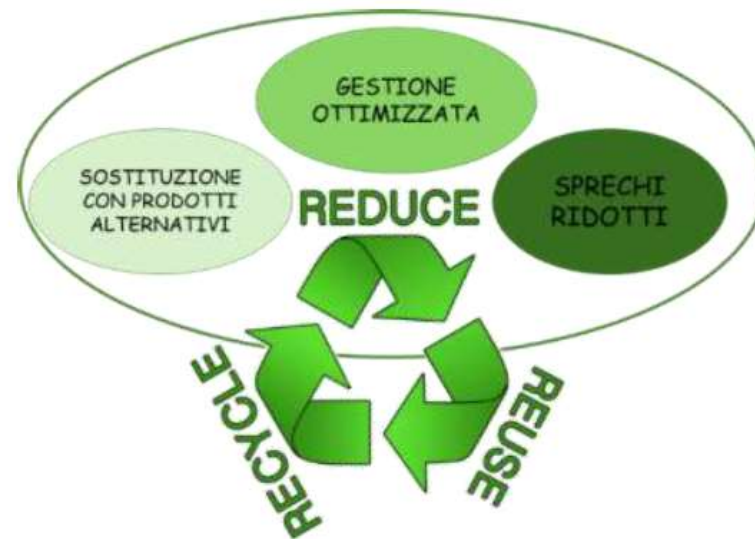 GESTIONE
OTTIMIZZATA
SOSTITUZIONE
CON PRODOTTI
ALTERNATIVI
SPRECHI
RIDOTTI
REDUCE
RECYCLE
REUSE